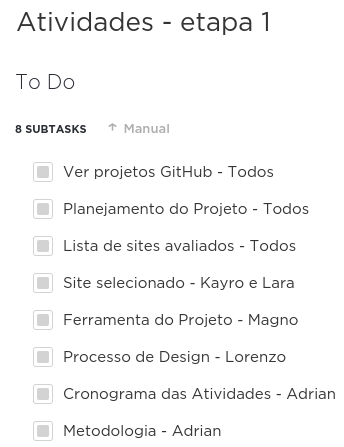 Atividades - etapa 1
To Do
8 SUBTASKS ↑ Manual
Ver projetos GitHub - Todos
Planejamento do Projeto - Todos
Lista de sites avaliados - Todos
Site selecionado - Kayro e Lara
Ferramenta do Projeto - Magno
Processo de Design - Lorenzo
Cronograma das Atividades - Adrian
Metodologia - Adrian